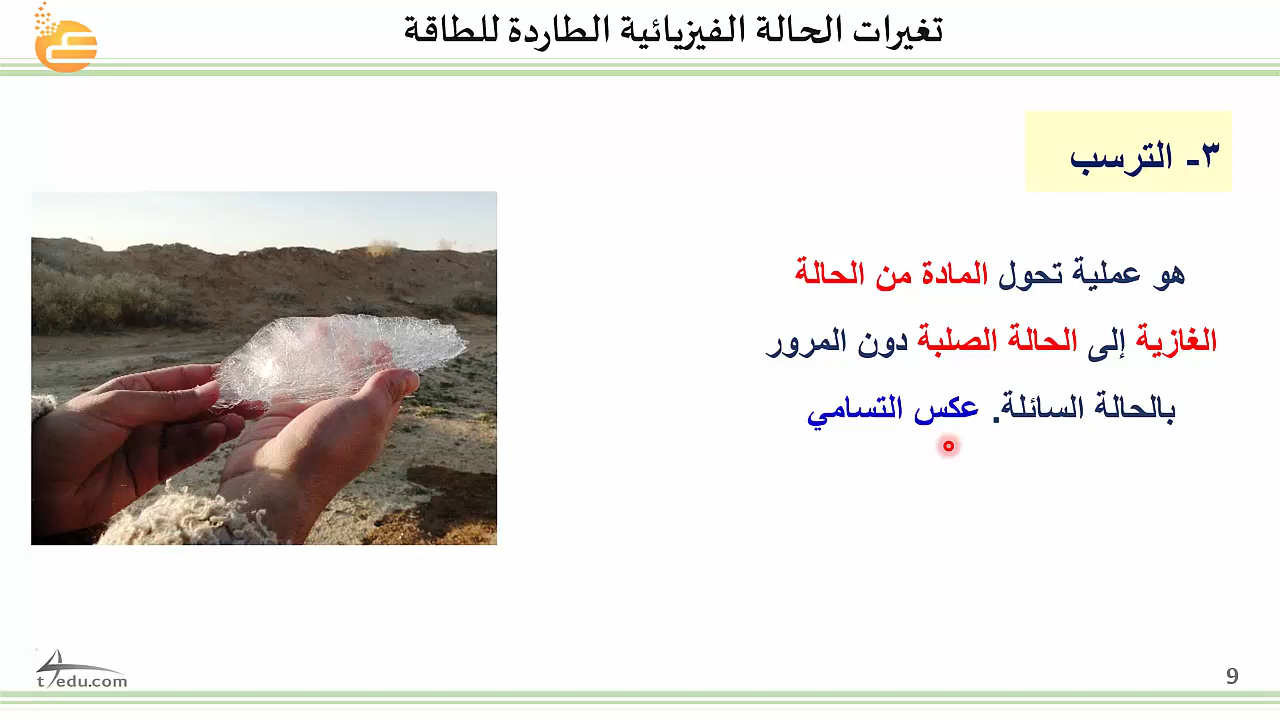 تغيرات الحالة الفيزيائية الطاردة للطاقة
٣- الترسب
هو عملية تحول المادة من الحالة
الغازية إلى الحالة الصلبة دون المرور
بالحالة السائلة. عكس التسامي
t4edu.com
9